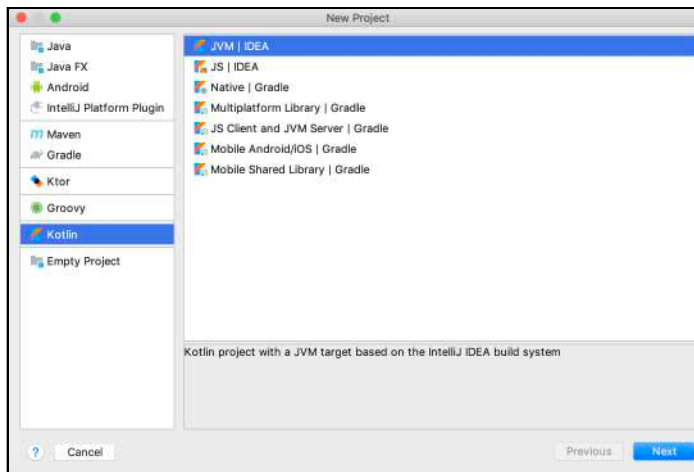 New Project
Java
Java FX
Android
IntelliJ Platform Plugin
Maven
Gradle
Ktor
Groovy
Kotlin
Empty Project
JVM | IDEA
JS | IDEA
Native | Gradle
Multiplatform Library | Gradle
JS Client and JVM Server | Gradle
Mobile Android/iOS | Gradle
Mobile Shared Library | Gradle
Kotlin project with a JVM target based on the IntelliJ IDEA build system
? Cancel Previous Next